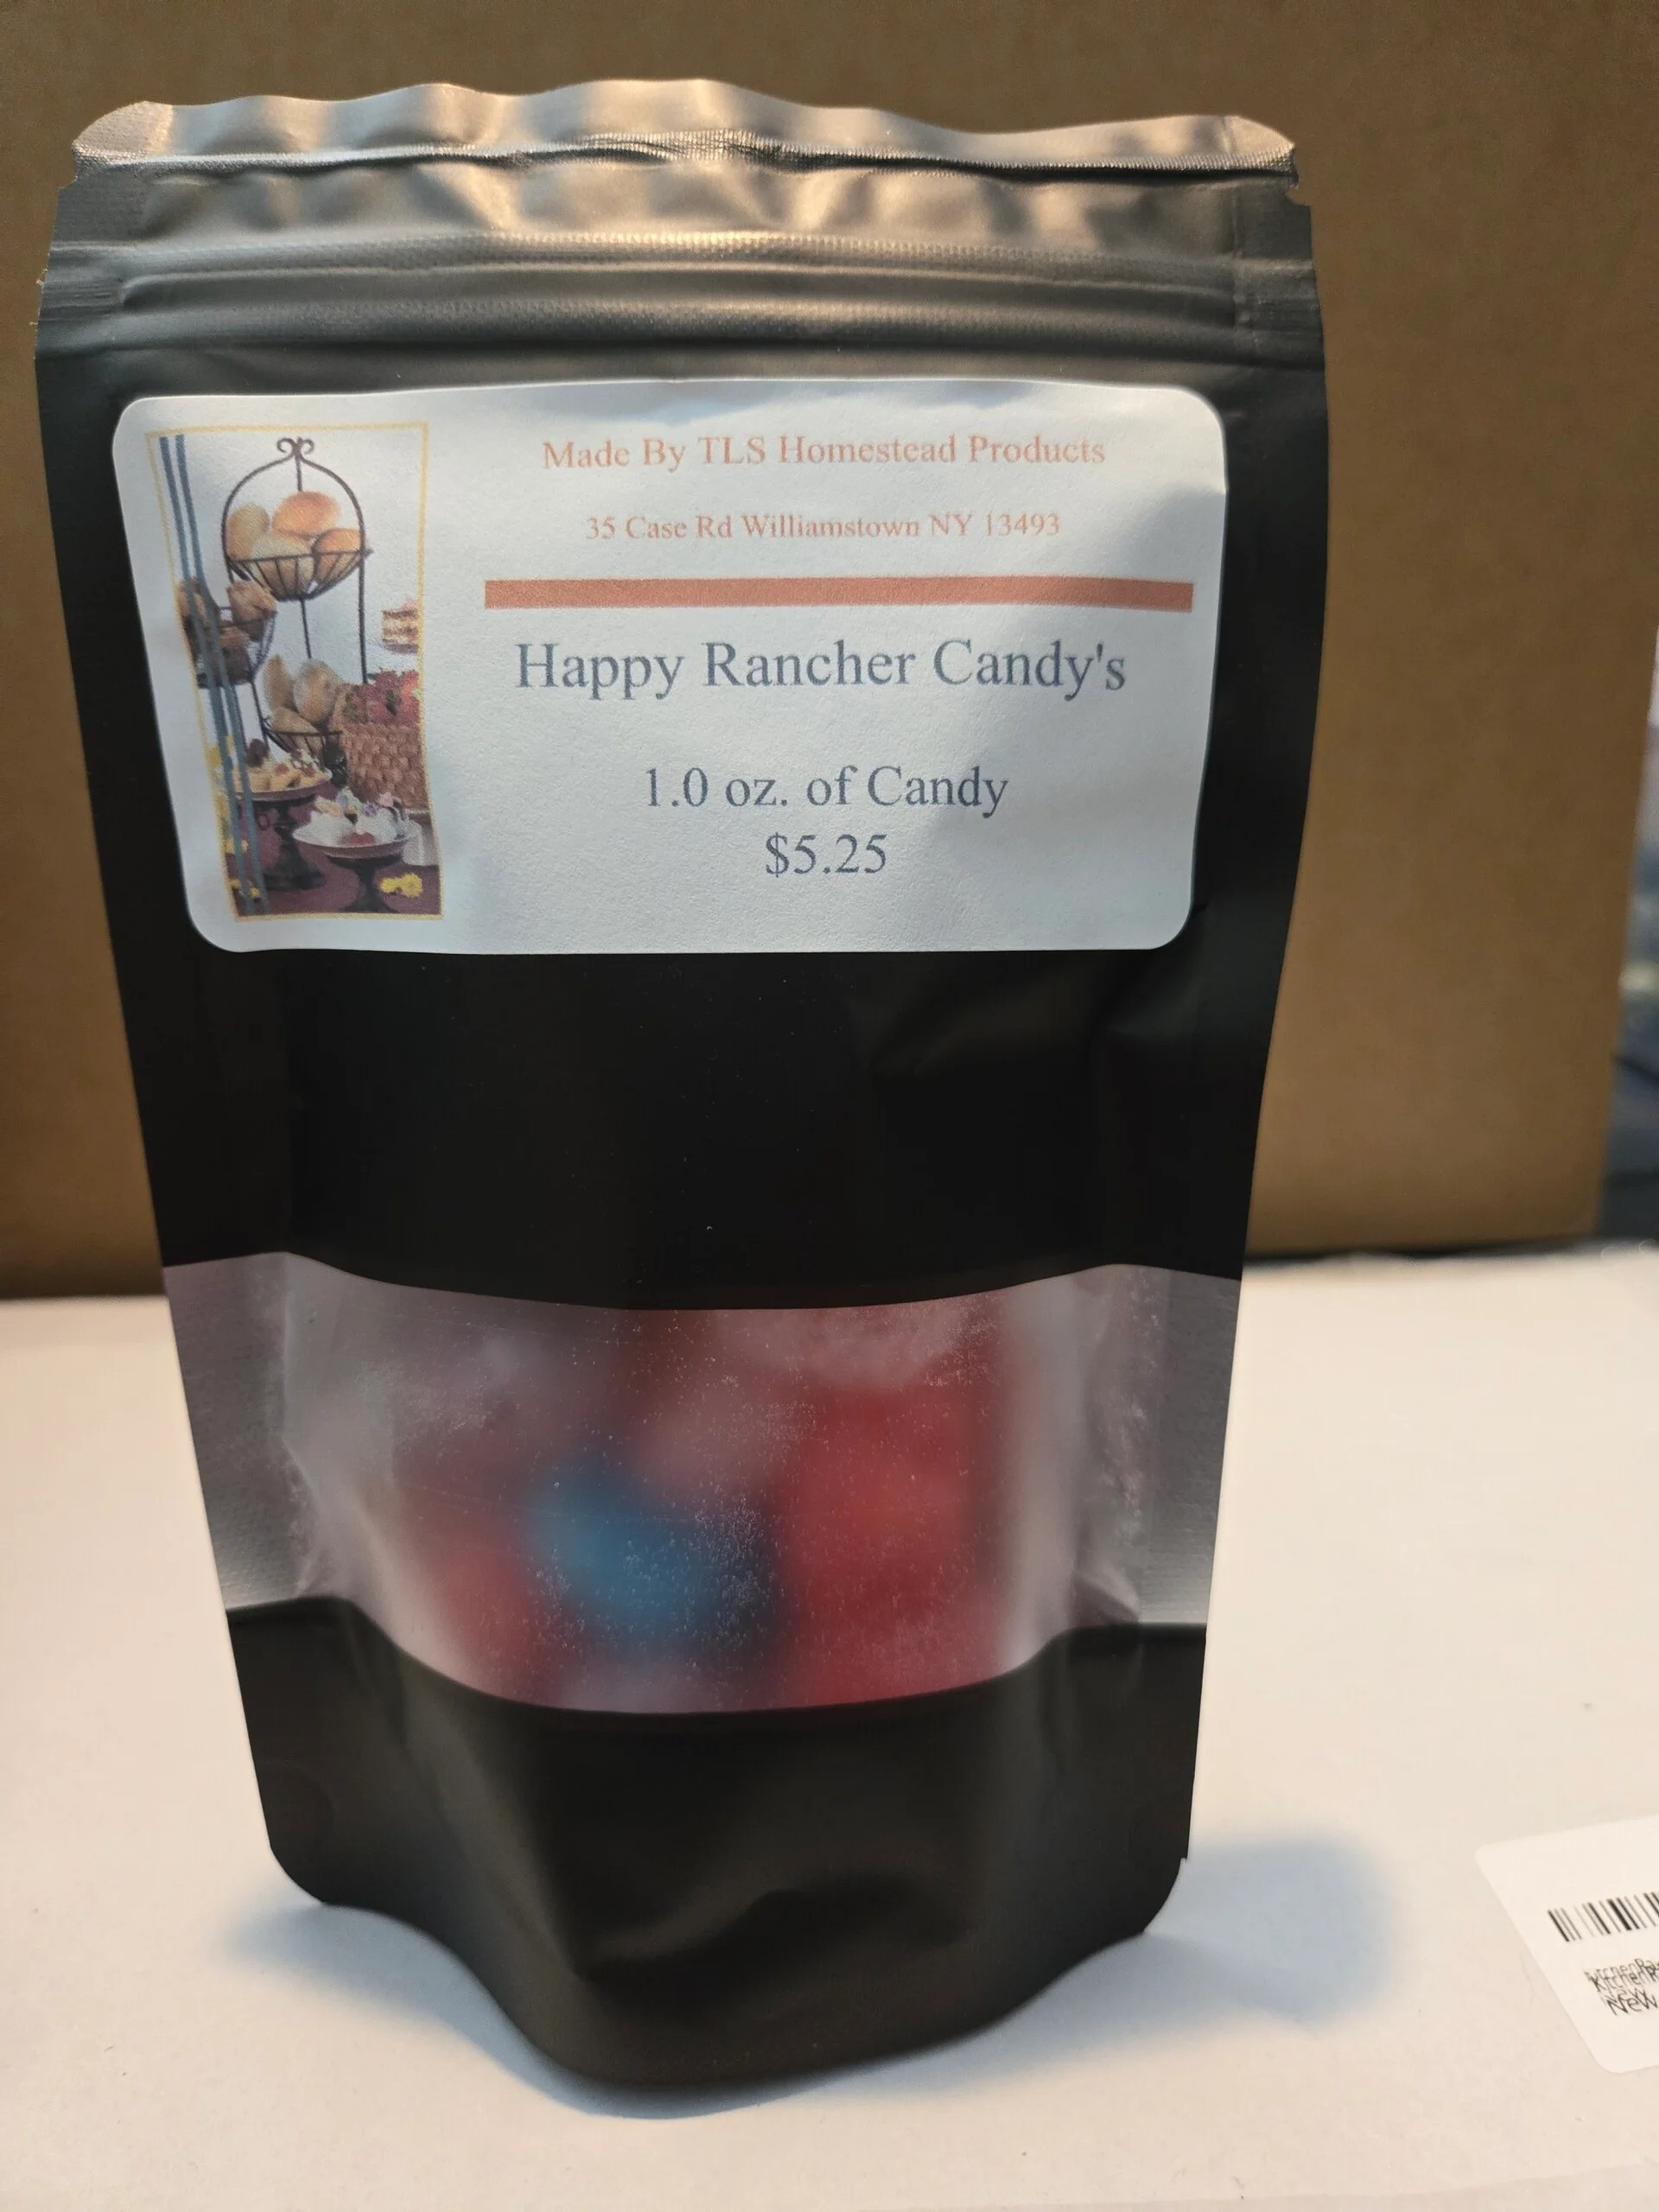 Made By TLS Homestead Products
35 Case Rd Williamstown NY 13493
Happy Rancher Candy's
1.0 oz. of Candy
$5.25
New